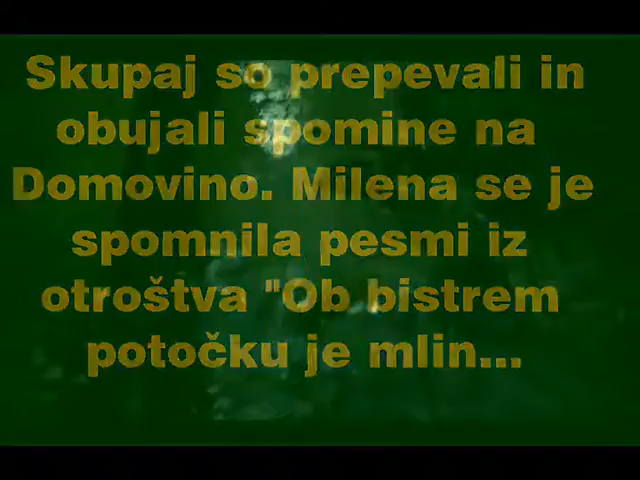 Skupaj so prepevali in
obujali spomine na
Domovino. Milena se je
spomnila pesmi iz
otroštva "Ob bistrem
potočku je mlin...